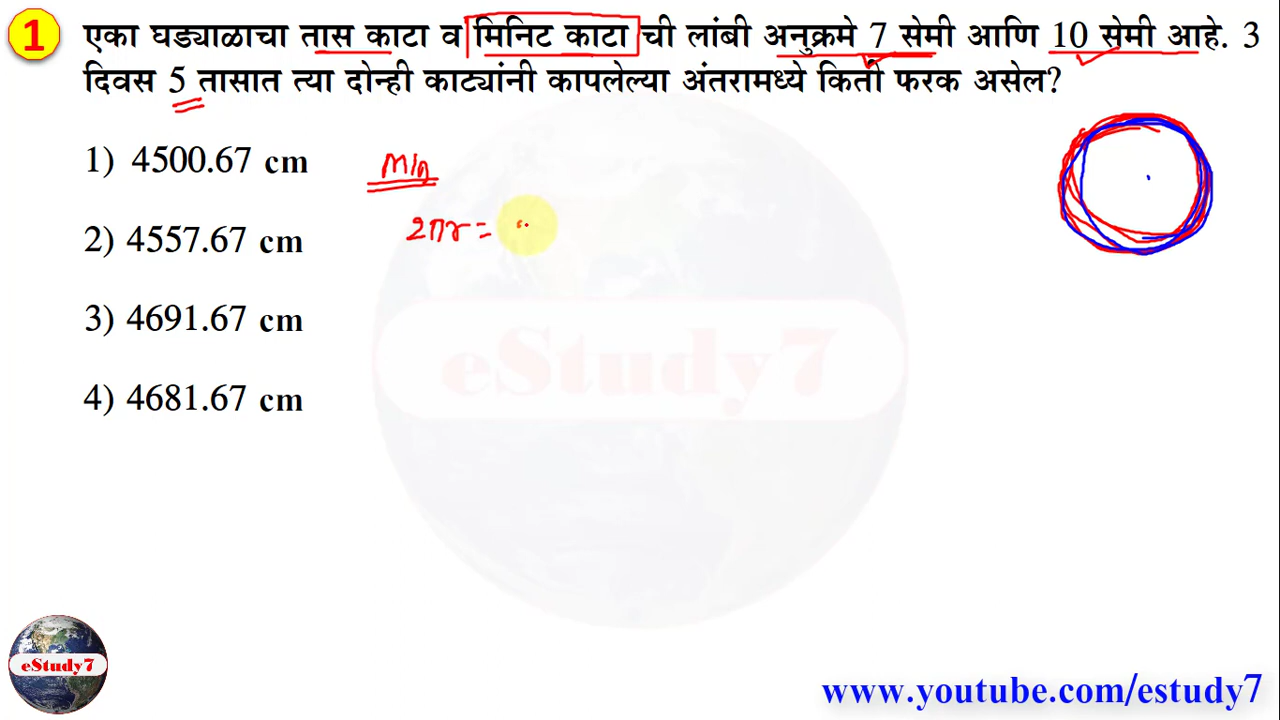 1 एका घड्याळाचा तास काटा व मिनिट काटा ची लांबी अनुक्रमे 7 सेमी आणि 10 सेमी आहे. 3
दिवस 5 तासात त्या दोन्ही काट्यांनी कापलेल्या अंतरामध्ये किती फरक असेल?
1) 4500.67 cm
Min
2πr =
2) 4557.67 cm
3) 4691.67 cm
eStudy7
4) 4681.67 cm
eStudy7
www.youtube.com/estudy7